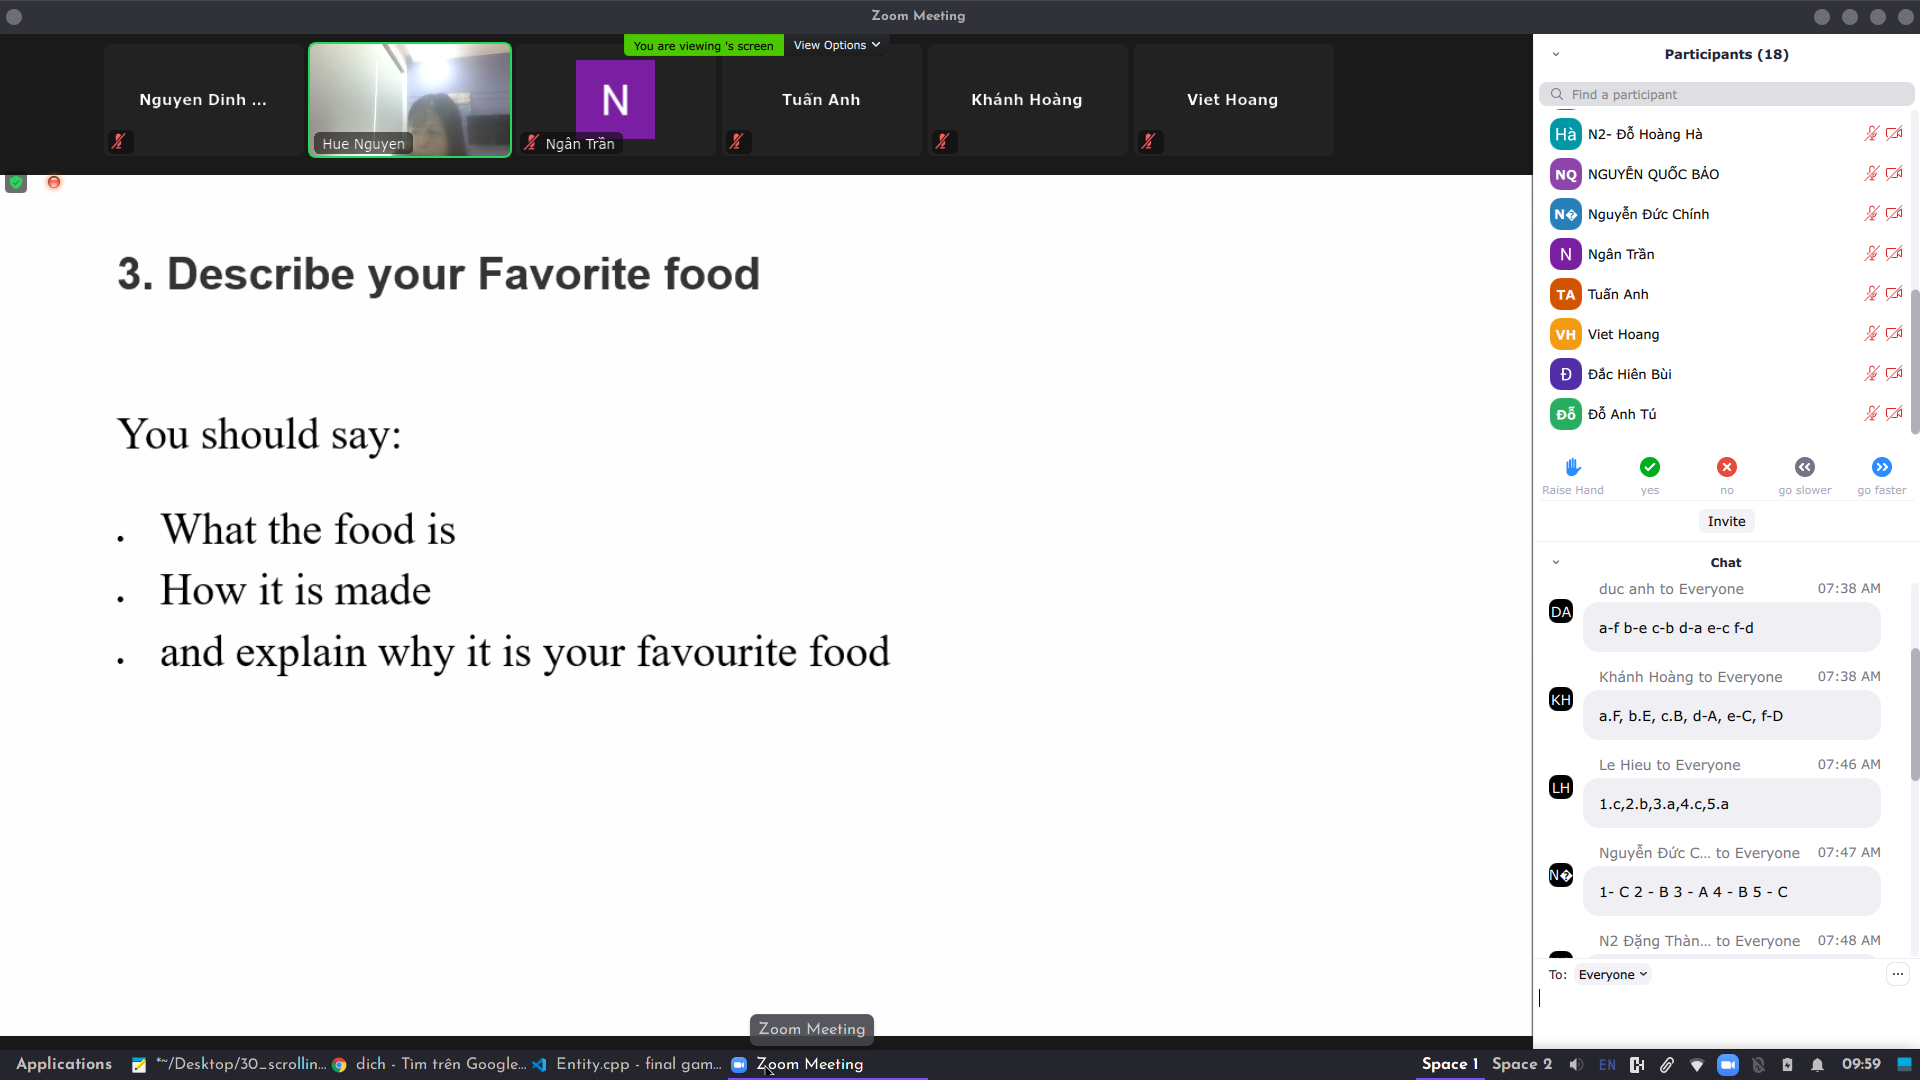 Zoom Meeting
You are viewing 's screen
View Options
Nguyen Dinh ...
Hue Nguyen
N
Ngân Trần
Tuấn Anh
Khánh Hoàng
Viet Hoang
3. Describe your Favorite food
You should say:
What the food is
How it is made
and explain why it is your favourite food
Participants (18)
Find a participant
Hà N2- Đỗ Hoàng Hà
NQ NGUYỄN QUỐC BẢO
N� Nguyễn Đức Chính
N Ngân Trần
TA Tuấn Anh
VH Viet Hoang
Đ Đắc Hiên Bùi
Đỗ Đỗ Anh Tú
Raise Hand yes no go slower go faster
Invite
Chat
duc anh to Everyone 07:38 AM
DA
a-f b-e c-b d-a e-c f-d
Khánh Hoàng to Everyone 07:38 AM
KH
a.F, b.E, c.B, d-A, e-C, f-D
Le Hieu to Everyone 07:46 AM
LH
1.c,2.b,3.a,4.c,5.a
Nguyễn Đức C... to Everyone 07:47 AM
N�
1- C 2 - B 3 - A 4 - B 5 - C
N2 Đặng Thàn... to Everyone 07:48 AM
To: Everyone
Zoom Meeting
Applications *~/Desktop/30_scrollin... dich - Tìm trên Google... Entity.cpp - final gam... Zoom Meeting Space 1 Space 2 EN 09:59